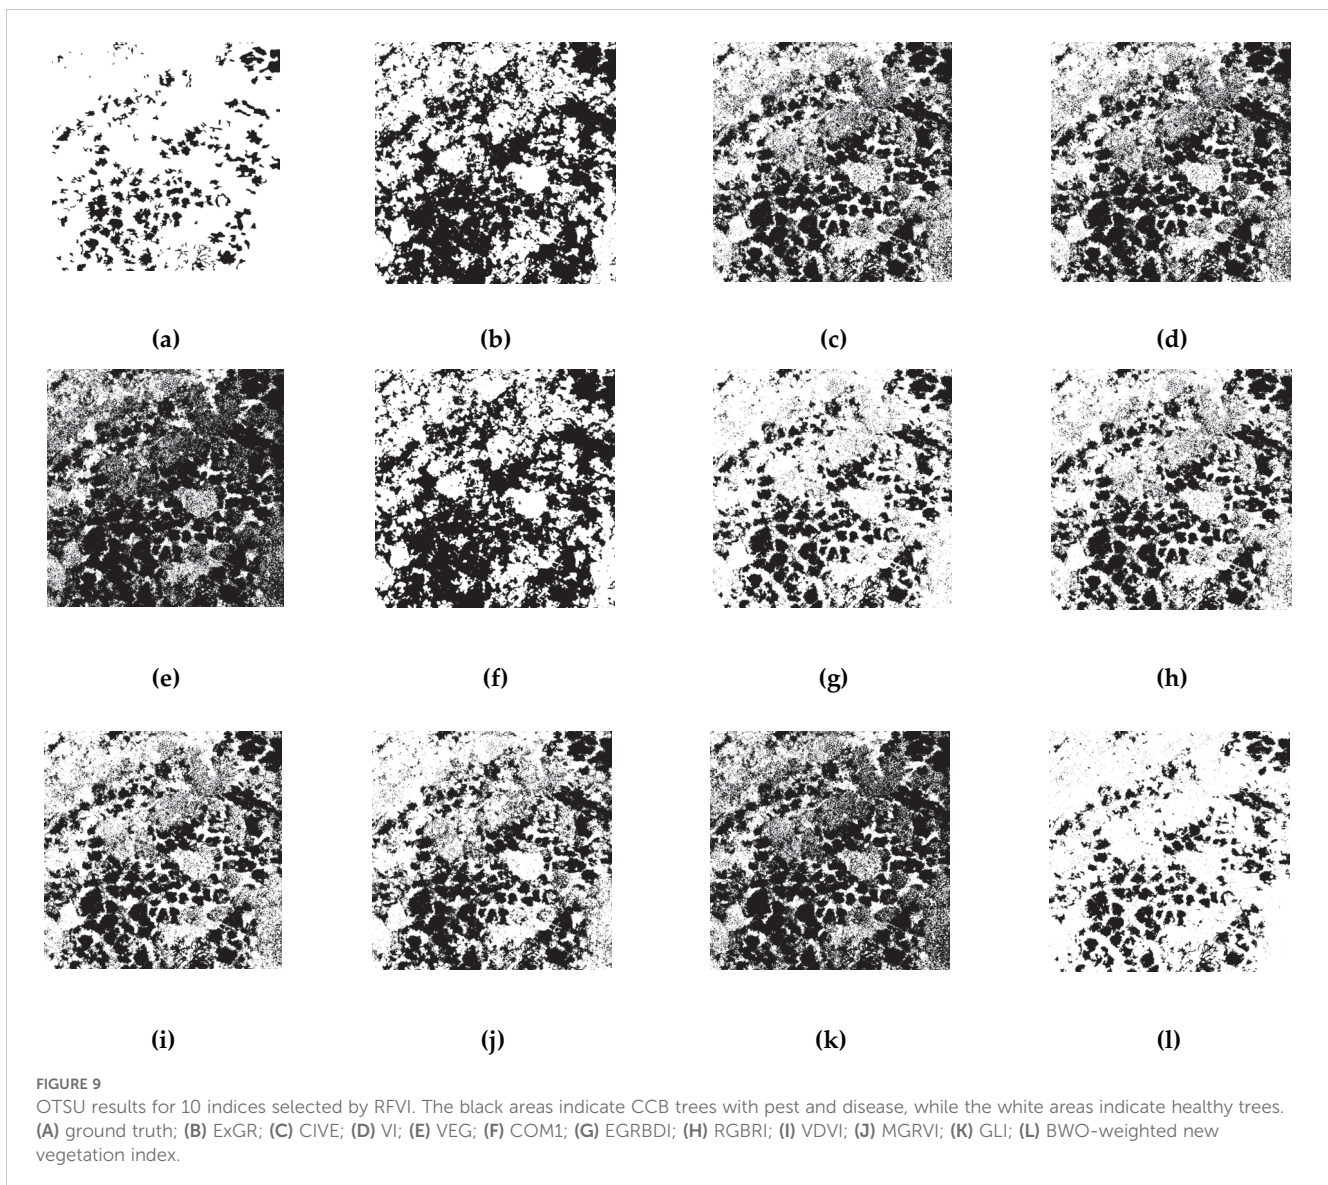 (a)
(b)
(c)
(d)
(e)
(f)
(g)
(h)
(i)
(j)
(k)
(l)
FIGURE 9
OTSU results for 10 indices selected by RFVI. The black areas indicate CCB trees with pest and disease, while the white areas indicate healthy trees.
(A) ground truth; (B) ExGR; (C) CIVE; (D) VI; (E) VEG; (F) COM1; (G) EGRBDI; (H) RGBRI; (I) VDVI; (J) MGRVI; (K) GLI; (L) BWO-weighted new
vegetation index.